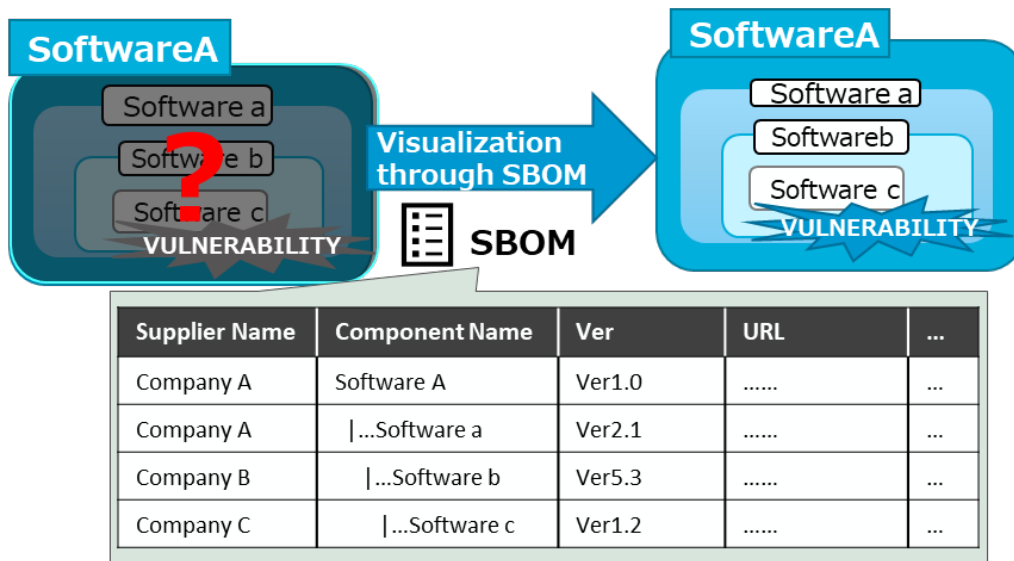 SoftwareA
Software a
Software b
?
Software c
VULNERABILITY
Visualization
through SBOM
SBOM
SoftwareA
Software a
Softwareb
Software c
VULNERABILITY
Supplier Name Component Name Ver URL ...
Company A Software A Ver1.0 ...... ...
Company A |...Software a Ver2.1 ...... ...
Company B |...Software b Ver5.3 ...... ...
Company C |...Software c Ver1.2 ...... ...